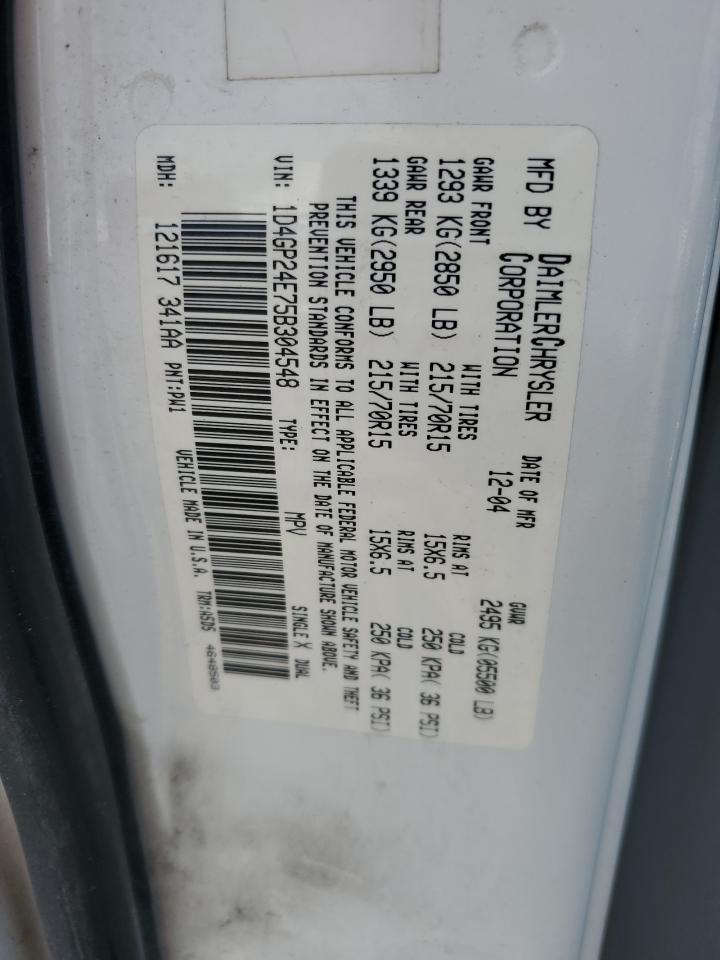 MFD BY DAIMLERCHRYSLER CORPORATION DATE OF MFR 12-04 GVWR 2495 KG(05500 LB)
GAWR FRONT WITH TIRES RIMS AT COLD
1293 KG(2850 LB) 215/70R15 15X6.5 250 KPA( 36 PSI)
GAWR REAR WITH TIRES RIMS AT COLD
1339 KG(2950 LB) 215/70R15 15X6.5 250 KPA( 36 PSI)
THIS VEHICLE CONFORMS TO ALL APPLICABLE FEDERAL MOTOR VEHICLE SAFETY AND THEFT
PREVENTION STANDARDS IN EFFECT ON THE DATE OF MANUFACTURE SHOWN ABOVE.
VIN: 1D4GP24E75B304548 TYPE: MPV SINGLE X DUAL
MDH: 121617 341AA PNT:PW1
VEHICLE MADE IN U.S.A. TRM:ASD5 4648503